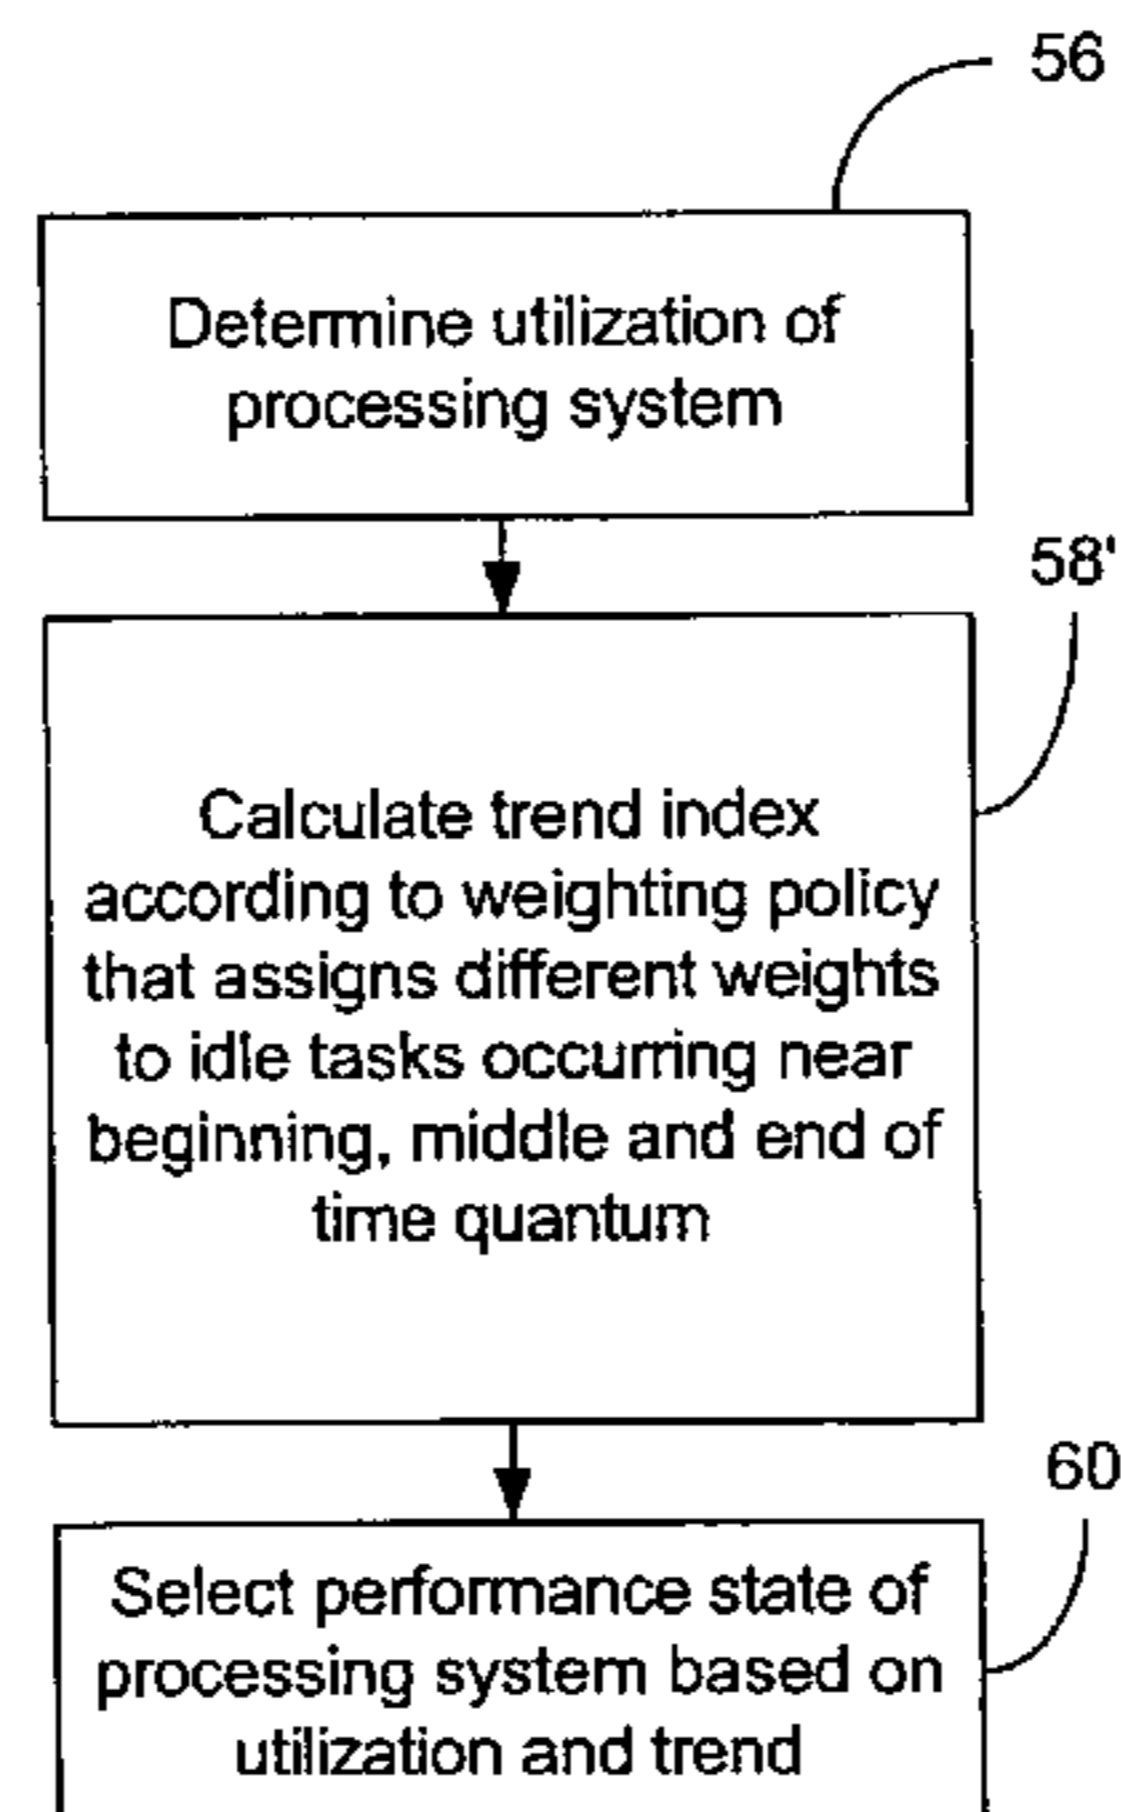 56
Determine utilization of
processing system
58'
Calculate trend index
according to weighting policy
that assigns different weights
to idle tasks occurring near
beginning, middle and end of
time quantum
60
Select performance state of
processing system based on
utilization and trend